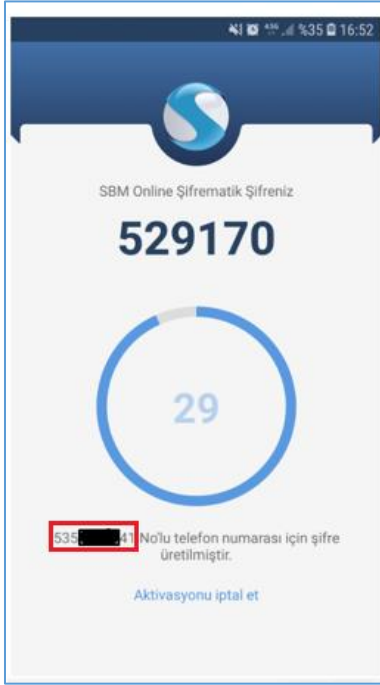 %35 16:52
SBM Online Şifrematik Şifreniz
529170
29
535 41 No'lu telefon numarası için şifre
üretilmiştir.
Aktivasyonu iptal et